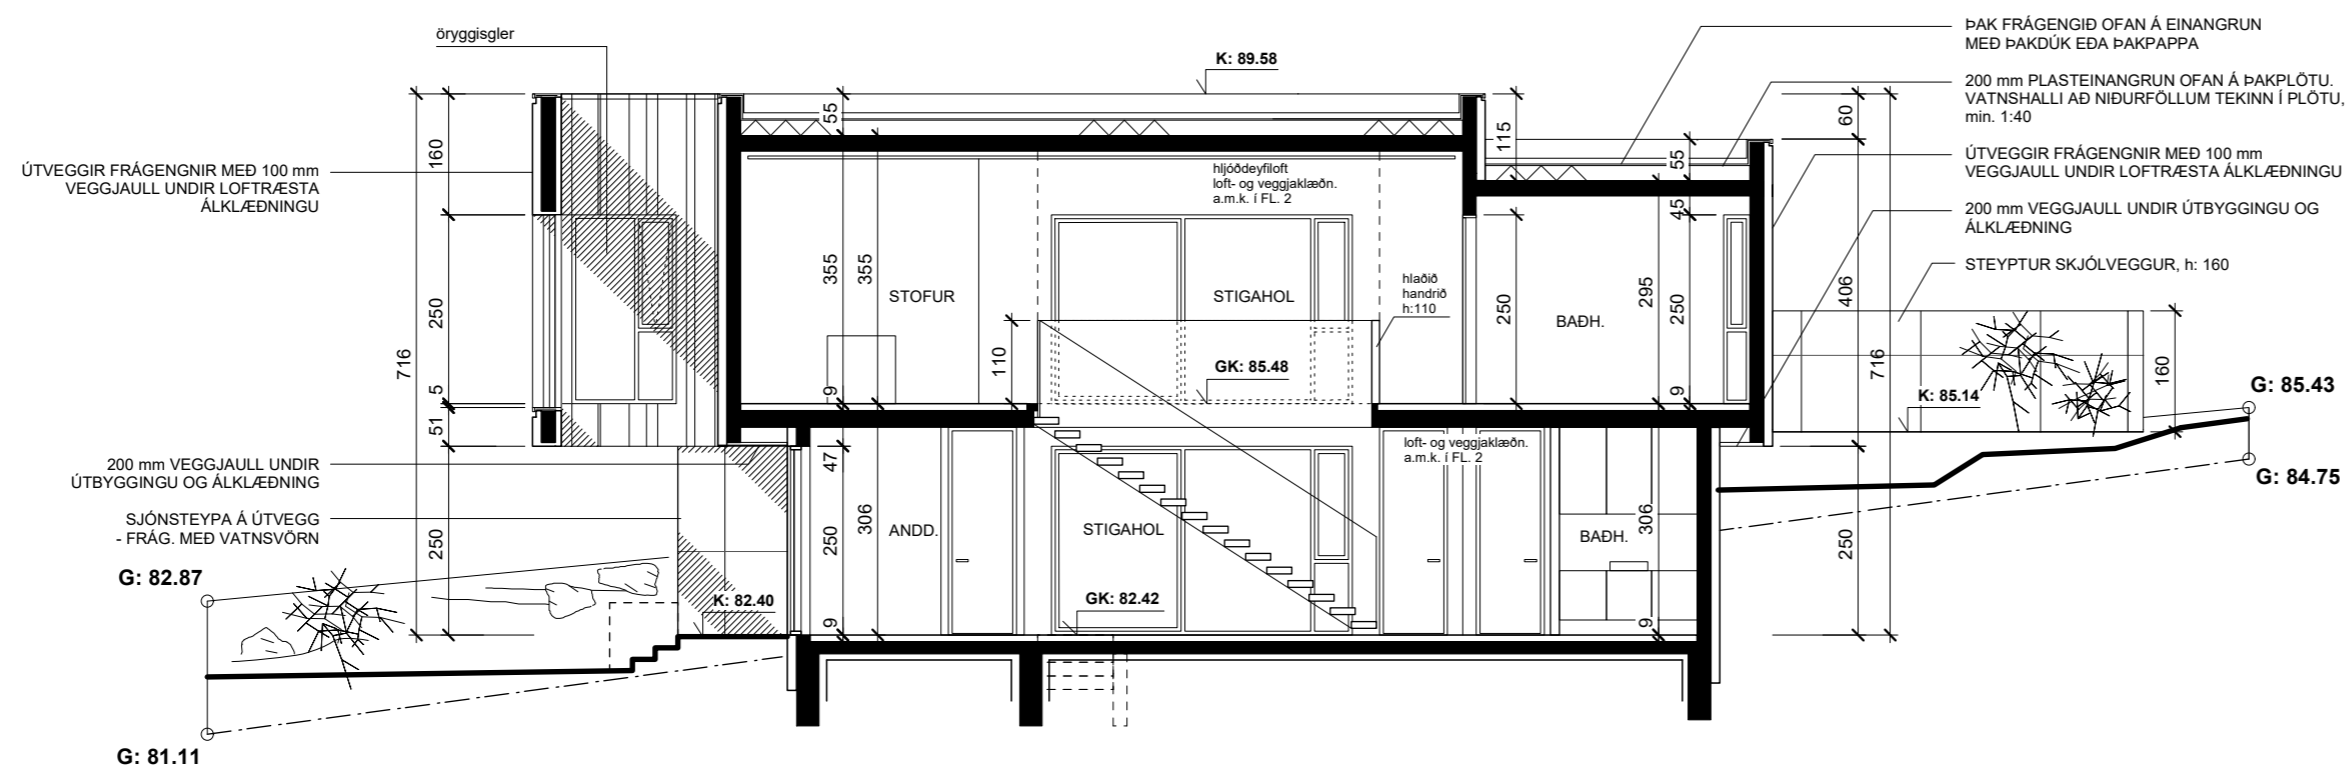 öryggisgler
K: 89.58
ÞAK FRÁGENGIÐ OFAN Á EINANGRUN
MEÐ ÞAKDÚK EÐA ÞAKPAPPA
200 mm PLASTEINANGRUN OFAN Á ÞAKPLÖTU.
VATNSHALLI AÐ NIÐURFÖLLUM TEKINN Í PLÖTU,
min. 1:40
ÚTVEGGIR FRÁGENGNIR MEÐ 100 mm
VEGGJAULL UNDIR LOFTRÆSTA ÁLKLÆÐNINGU
200 mm VEGGJAULL UNDIR ÚTBYGGINGU OG
ÁLKLÆÐNING
STEYPTUR SKJÓLVEGGUR, h: 160
ÚTVEGGIR FRÁGENGNIR MEÐ 100 mm
VEGGJAULL UNDIR LOFTRÆSTA
ÁLKLÆÐNINGU
200 mm VEGGJAULL UNDIR
ÚTBYGGINGU OG ÁLKLÆÐNING
SJÓNSTEYPA Á ÚTVEGG
- FRÁG. MEÐ VATNSVÖRN
G: 82.87
G: 81.11
716
160
250
5
51
250
K: 82.40
55
355
355
9
47
250
306
9
hljóðdeyfiloft
loft- og veggjaklæðn.
a.m.k. í FL. 2
STOFUR
STIGAHOL
hlaðið
handrið
h:110
110
GK: 85.48
115
250
BAÐH.
55
45
295
250
9
60
406
716
250
160
K: 85.14
G: 85.43
G: 84.75
ANDD.
STIGAHOL
GK: 82.42
loft- og veggjaklæðn.
a.m.k. í FL. 2
BAÐH.
306
9